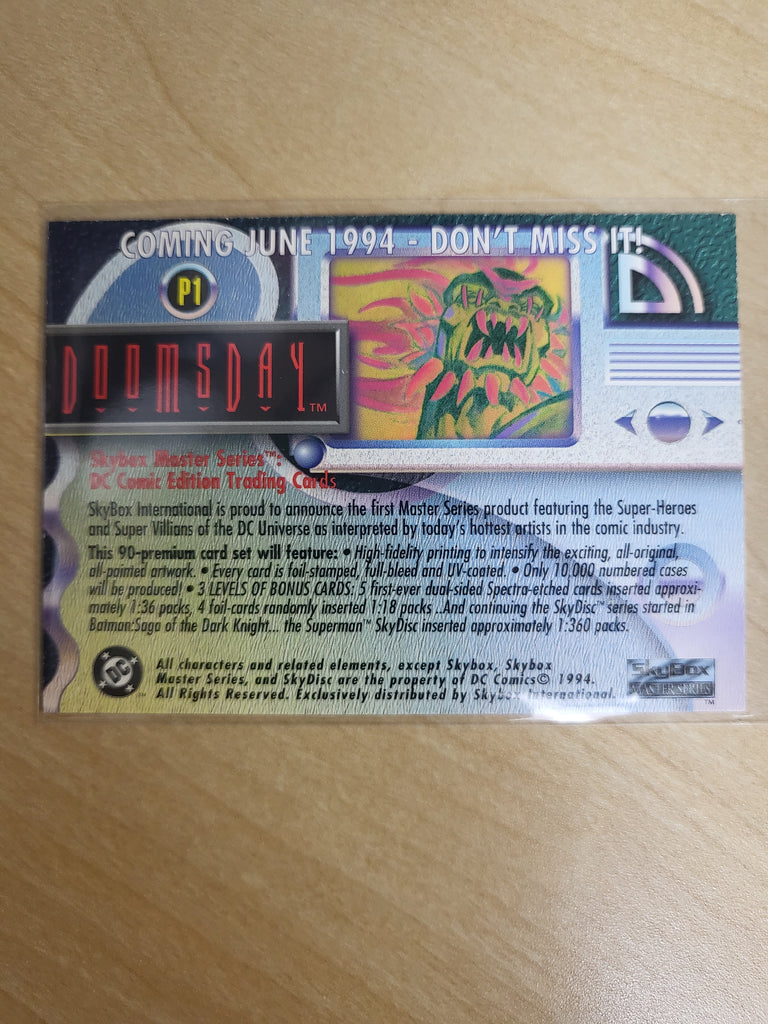 COMING JUNE 1994 - DON'T MISS IT!
P1
DOOMSDAY™
Skybox Master Series™:
DC Comic Edition Trading Cards
SkyBox International is proud to announce the first Master Series product featuring the Super-Heroes
and Super Villians of the DC Universe as interpreted by today's hottest artists in the comic industry.
This 90-premium card set will feature: • High-fidelity printing to intensify the exciting, all-original,
all-painted artwork. • Every card is foil-stamped, full-bleed and UV-coated. • Only 10,000 numbered cases
will be produced! • 3 LEVELS OF BONUS CARDS: 5 first-ever dual-sided Spectra-etched cards inserted approxi-
mately 1:36 packs, 4 foil-cards randomly inserted 1:18 packs ..And continuing the SkyDisc™ series started in
Batman:Saga of the Dark Knight... the Superman™ SkyDisc inserted approximately 1:360 packs.
DC
All characters and related elements, except Skybox, Skybox
Master Series, and SkyDisc are the property of DC Comics© 1994.
All Rights Reserved. Exclusively distributed by Skybox International.
SKYBOX
MASTER SERIES
™